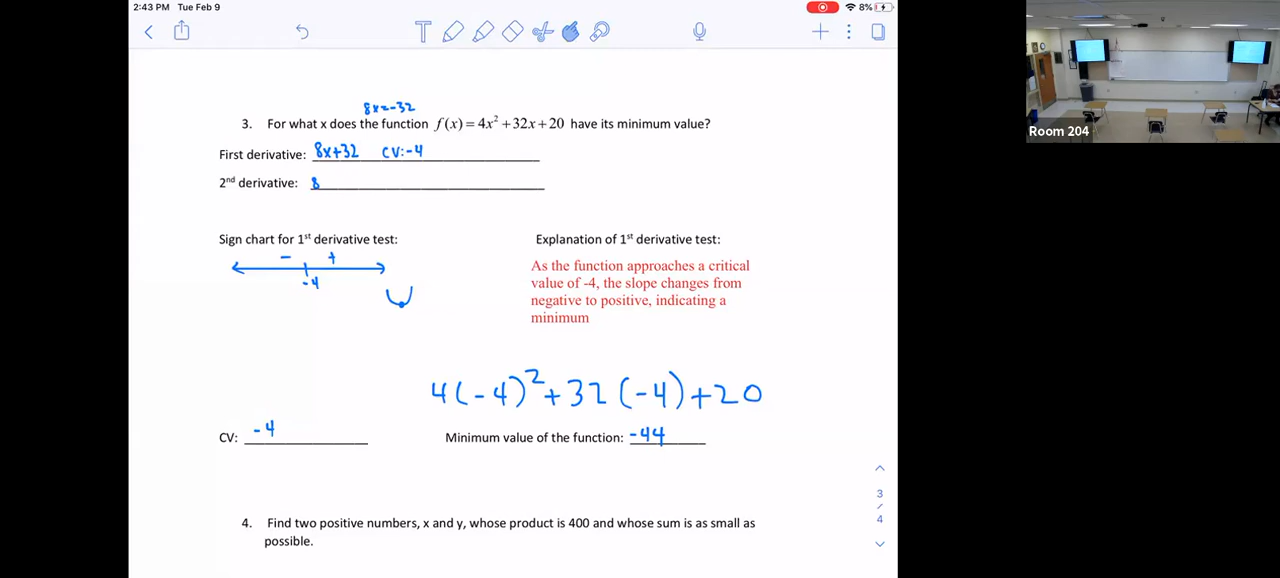 2:43 PM Tue Feb 9
8%
T
8x=-32
3. For what x does the function f(x) = 4x² + 32x + 20 have its minimum value?
First derivative: 8x+32 CV:-4
2nd derivative: 8
Sign chart for 1st derivative test:
- +
-4
Explanation of 1st derivative test:
As the function approaches a critical
value of -4, the slope changes from
negative to positive, indicating a
minimum
4(-4)²+32(-4)+20
CV: -4
Minimum value of the function: -44
3
/
4
4. Find two positive numbers, x and y, whose product is 400 and whose sum is as small as
possible.
Room 204